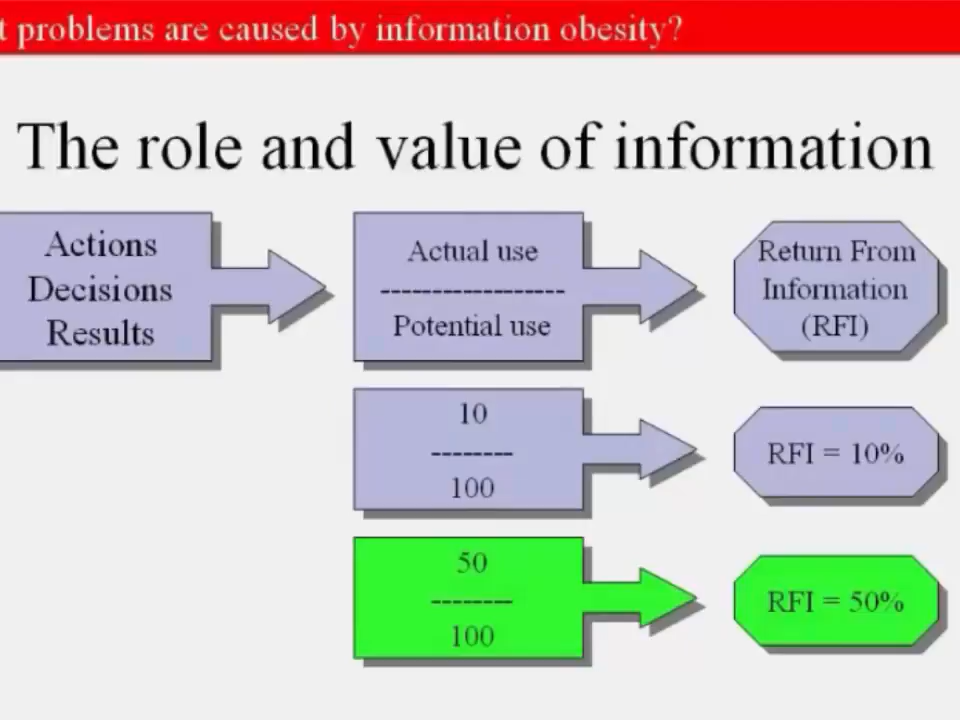 problems are caused by information obesity?
The role and value of information
Actions
Decisions
Results
Actual use
------------------
Potential use
Return From
Information
(RFI)
10
--------
100
RFI = 10%
50
--------
100
RFI = 50%